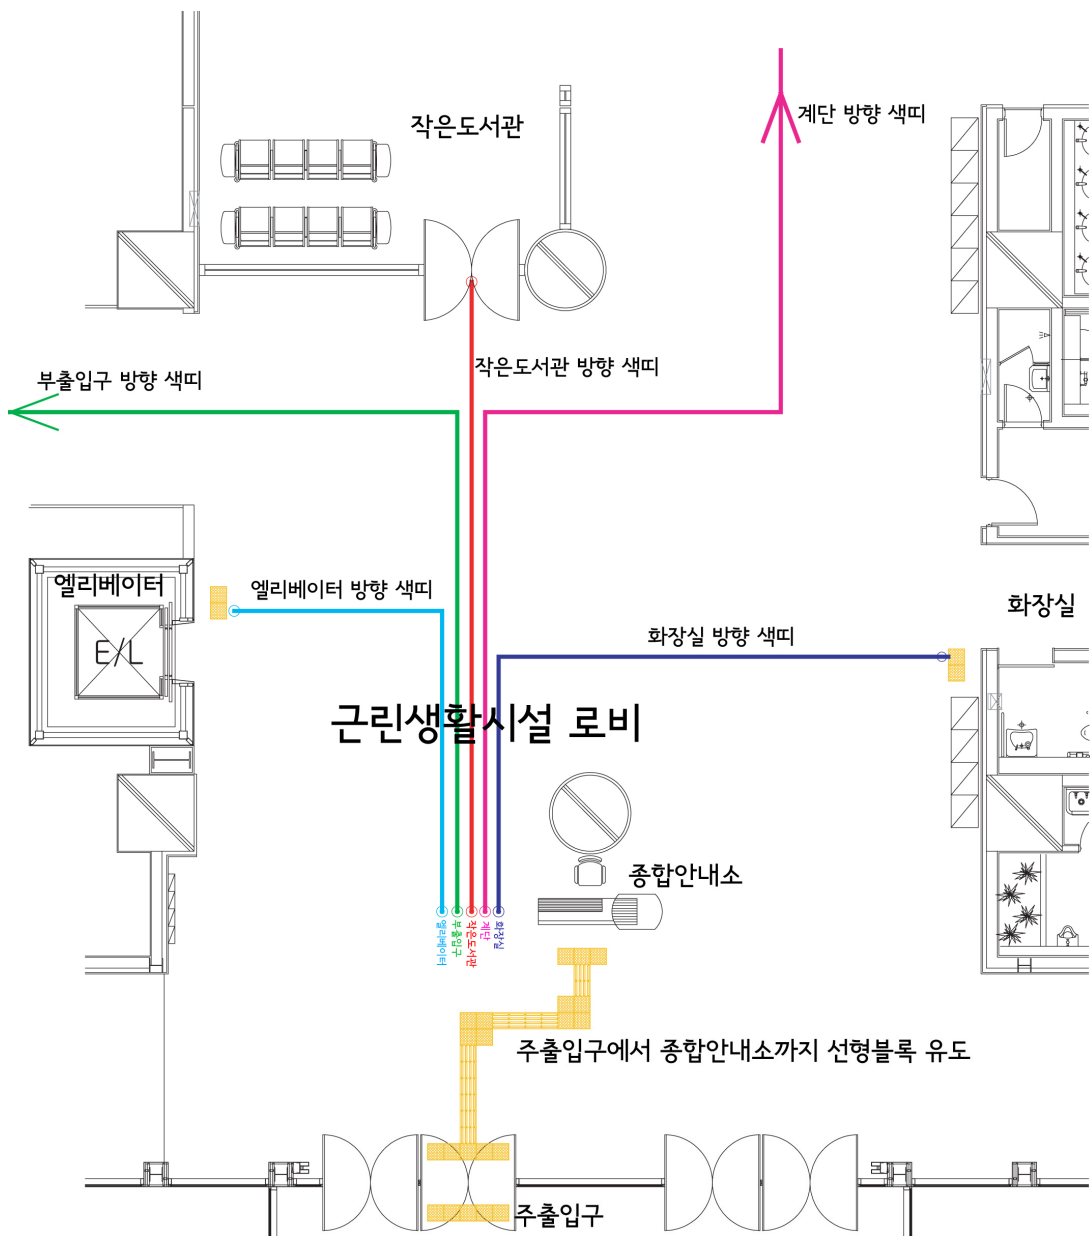 계단 방향 색띠
작은도서관
작은도서관 방향 색띠
부출입구 방향 색띠
엘리베이터
엘리베이터 방향 색띠
화장실
화장실 방향 색띠
E/L
근린생활시설 로비
종합안내소
엘리베이터
부출입구
작은도서관
계단
화장실
주출입구에서 종합안내소까지 선형블록 유도
주출입구